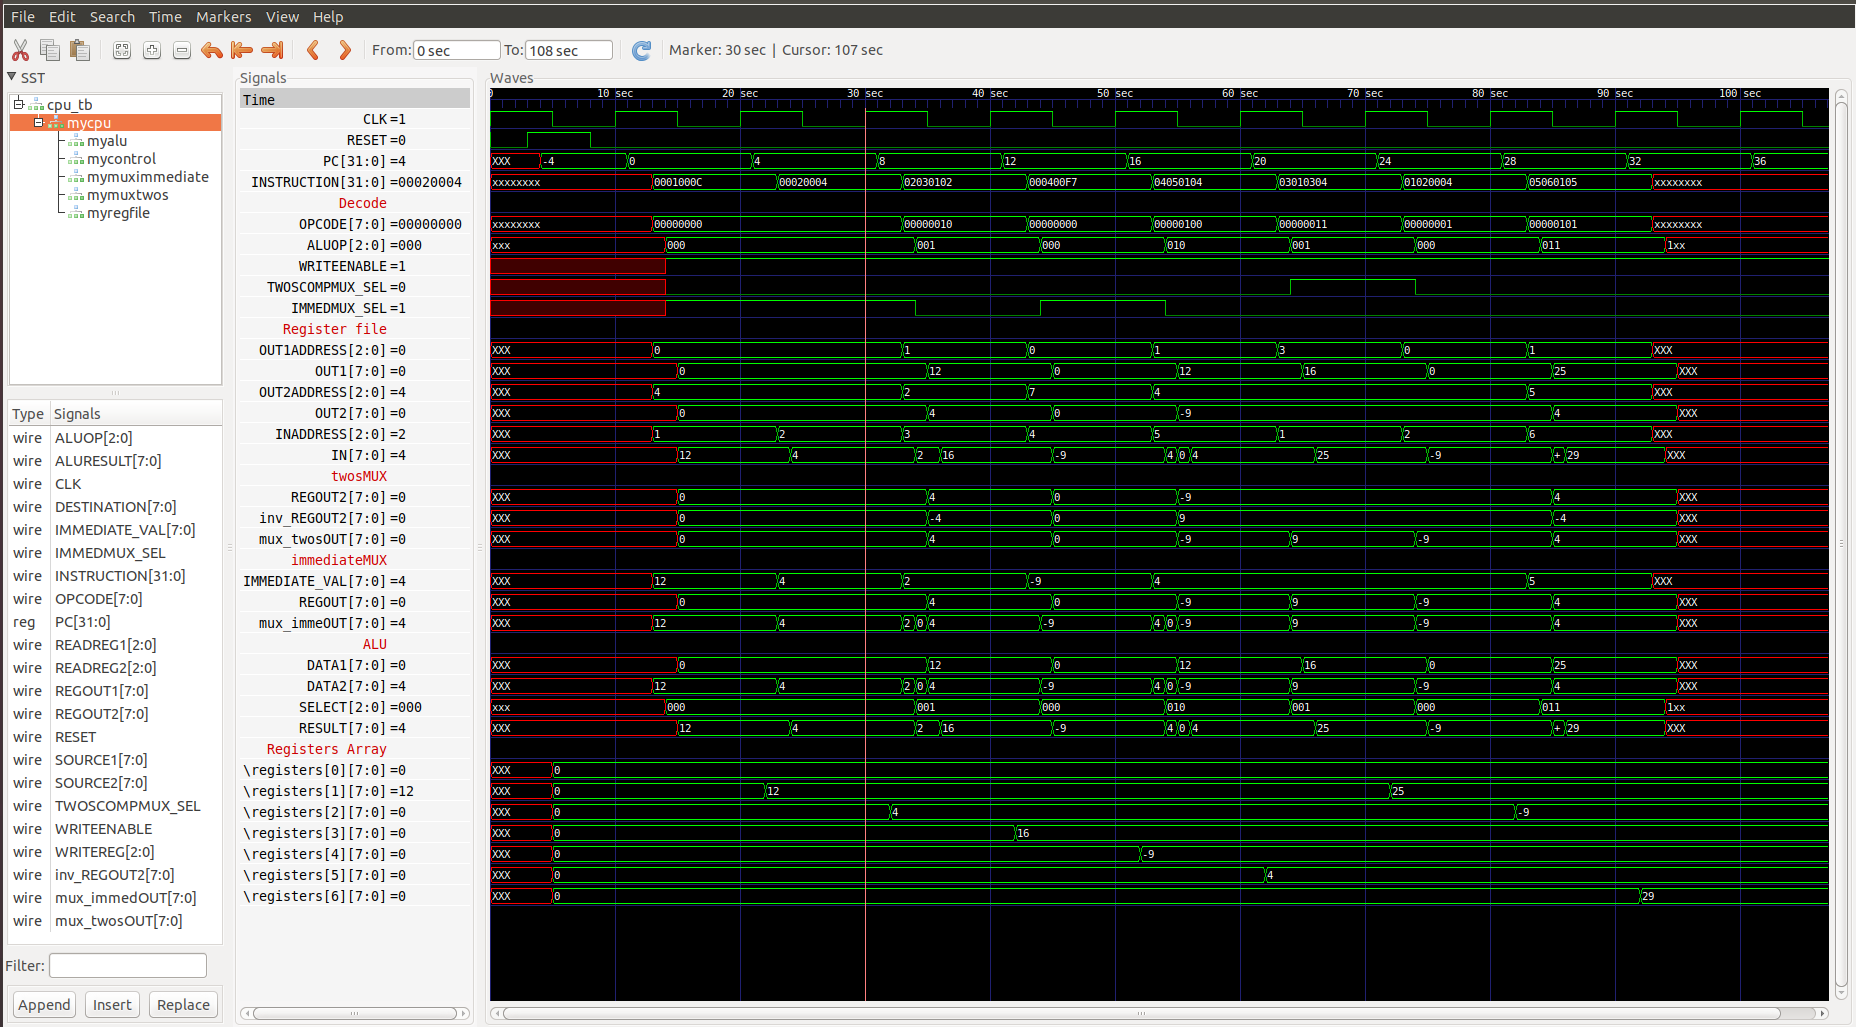 File Edit Search Time Markers View Help
From: 0 sec To: 108 sec Marker: 30 sec | Cursor: 107 sec
SST
cpu_tb
mycpu
myalu
mycontrol
mymuximmediate
mymuxtwos
myregfile
Type Signals
wire ALUOP[2:0]
wire ALURESULT[7:0]
wire CLK
wire DESTINATION[7:0]
wire IMMEDIATE_VAL[7:0]
wire IMMEDMUX_SEL
wire INSTRUCTION[31:0]
wire OPCODE[7:0]
reg PC[31:0]
wire READREG1[2:0]
wire READREG2[2:0]
wire REGOUT1[7:0]
wire REGOUT2[7:0]
wire RESET
wire SOURCE1[7:0]
wire SOURCE2[7:0]
wire TWOSCOMPMUX_SEL
wire WRITEENABLE
wire WRITEREG[2:0]
wire inv_REGOUT2[7:0]
wire mux_immedOUT[7:0]
wire mux_twosOUT[7:0]
Filter:
Append Insert Replace
Signals
Waves
Time 0 10 sec 20 sec 30 sec 40 sec 50 sec 60 sec 70 sec 80 sec 90 sec 100 sec
CLK =1
RESET =0
PC[31:0] =4 XXX -4 0 4 8 12 16 20 24 28 32 36
INSTRUCTION[31:0] =00020004 xxxxxxxx 0001000C 00020004 02030102 000400F7 04050104 03010304 01020004 05060105 xxxxxxxx
Decode
OPCODE[7:0] =00000000 xxxxxxxx 00000000 00000010 00000000 00000100 00000011 00000001 00000101 xxxxxxxx
ALUOP[2:0] =000 xxx 000 001 000 010 001 000 011 1xx
WRITEENABLE =1
TWOSCOMPMUX_SEL =0
IMMEDMUX_SEL =1
Register file
OUT1ADDRESS[2:0] =0 XXX 0 1 0 1 3 0 1 XXX
OUT1[7:0] =0 XXX 0 12 0 12 16 0 25 XXX
OUT2ADDRESS[2:0] =4 XXX 4 2 7 4 5 XXX
OUT2[7:0] =0 XXX 0 4 0 -9 4 XXX
INADDRESS[2:0] =2 XXX 1 2 3 4 5 1 2 6 XXX
IN[7:0] =4 XXX 12 4 2 16 -9 4 0 4 25 -9 + 29 XXX
twosMUX
REGOUT2[7:0] =0 XXX 0 4 0 -9 4 XXX
inv_REGOUT2[7:0] =0 XXX 0 -4 0 9 -4 XXX
mux_twosOUT[7:0] =0 XXX 0 4 0 -9 9 -9 4 XXX
immediateMUX
IMMEDIATE_VAL[7:0] =4 XXX 12 4 2 -9 4 5 XXX
REGOUT[7:0] =0 XXX 0 4 0 -9 9 -9 4 XXX
mux_immeOUT[7:0] =4 XXX 12 4 2 0 4 -9 4 0 -9 9 -9 4 XXX
ALU
DATA1[7:0] =0 XXX 0 12 0 12 16 0 25 XXX
DATA2[7:0] =4 XXX 12 4 2 0 4 -9 4 0 -9 9 -9 4 XXX
SELECT[2:0] =000 xxx 000 001 000 010 001 000 011 1xx
RESULT[7:0] =4 XXX 12 4 2 16 -9 4 0 4 25 -9 + 29 XXX
Registers Array
\registers[0][7:0] =0 XXX 0
\registers[1][7:0] =12 XXX 0 12 25
\registers[2][7:0] =0 XXX 0 4 -9
\registers[3][7:0] =0 XXX 0 16
\registers[4][7:0] =0 XXX 0 -9
\registers[5][7:0] =0 XXX 0 4
\registers[6][7:0] =0 XXX 0 29